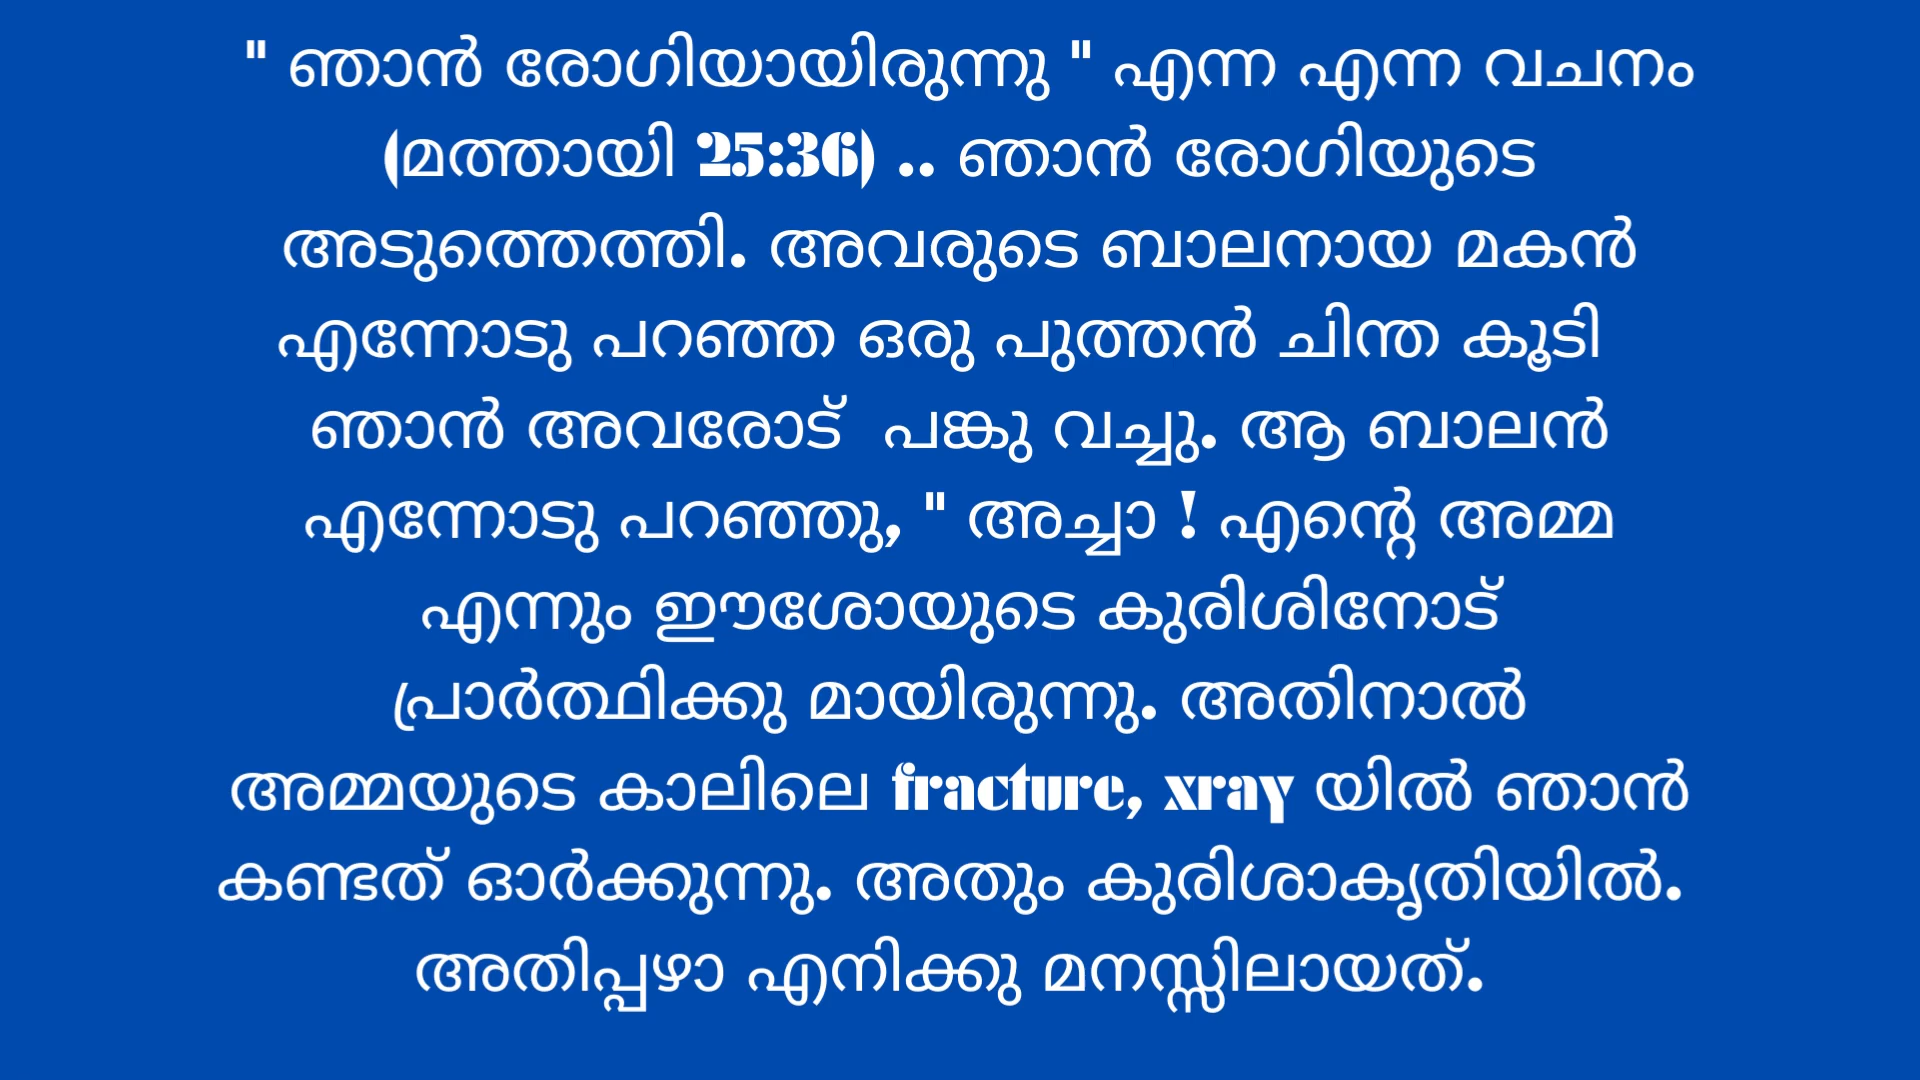 " ഞാൻ രോഗിയായിരുന്നു " എന്ന എന്ന വചനം
(മത്തായി 25:36) .. ഞാൻ രോഗിയുടെ
അടുത്തെത്തി. അവരുടെ ബാലനായ മകൻ
എന്നോടു പറഞ്ഞ ഒരു പുത്തൻ ചിന്ത കൂടി
ഞാൻ അവരോട് പങ്കു വച്ചു. ആ ബാലൻ
എന്നോടു പറഞ്ഞു, " അച്ചാ ! എന്റെ അമ്മ
എന്നും ഈശോയുടെ കുരിശിനോട്
പ്രാർത്ഥിക്കു മായിരുന്നു. അതിനാൽ
അമ്മയുടെ കാലിലെ fracture, xray യിൽ ഞാൻ
കണ്ടത് ഓർക്കുന്നു. അതും കുരിശാകൃതിയിൽ.
അതിപ്പഴാ എനിക്കു മനസ്സിലായത്.